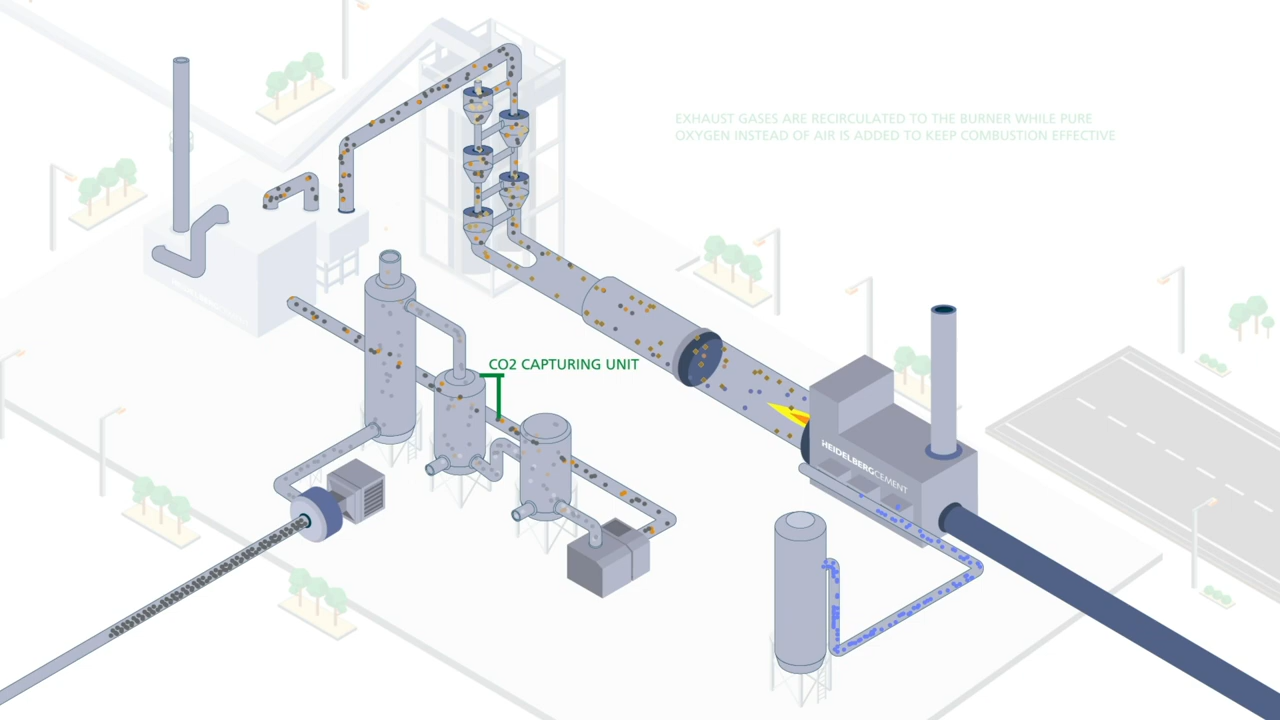 EXHAUST GASES ARE RECIRCULATED TO THE BURNER WHILE PURE
OXYGEN INSTEAD OF AIR IS ADDED TO KEEP COMBUSTION EFFECTIVE
CO2 CAPTURING UNIT
HEIDELBERGCEMENT